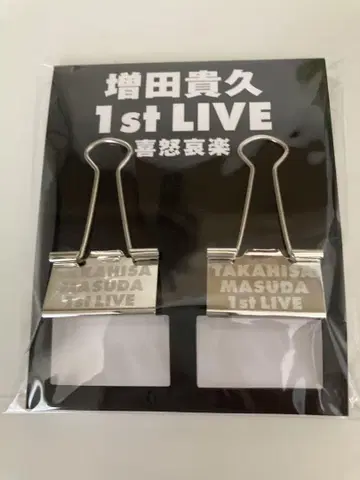 増田貴久
1st LIVE
喜怒哀楽
TAKAHISA
MASUDA
1st LIVE
TAKAHISA
MASUDA
1st LIVE